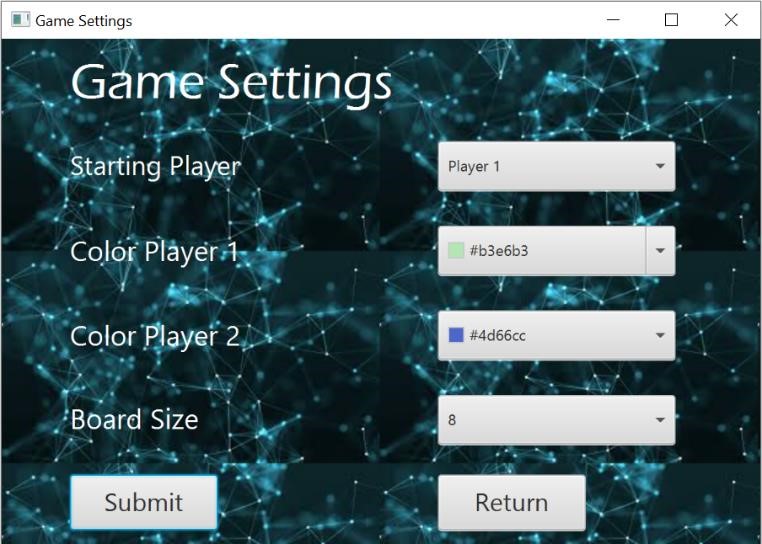 Game Settings
Game Settings
Starting Player
Player 1
Color Player 1
#b3e6b3
Color Player 2
#4d66cc
Board Size
8
Submit
Return